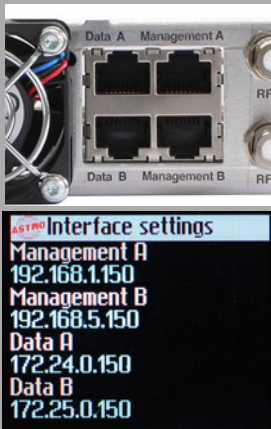 Data A Management A
RF
Data B Management B
RF
ASTRO Interface settings
Management A
192.168.1.150
Management B
192.168.5.150
Data A
172.24.0.150
Data B
172.25.0.150